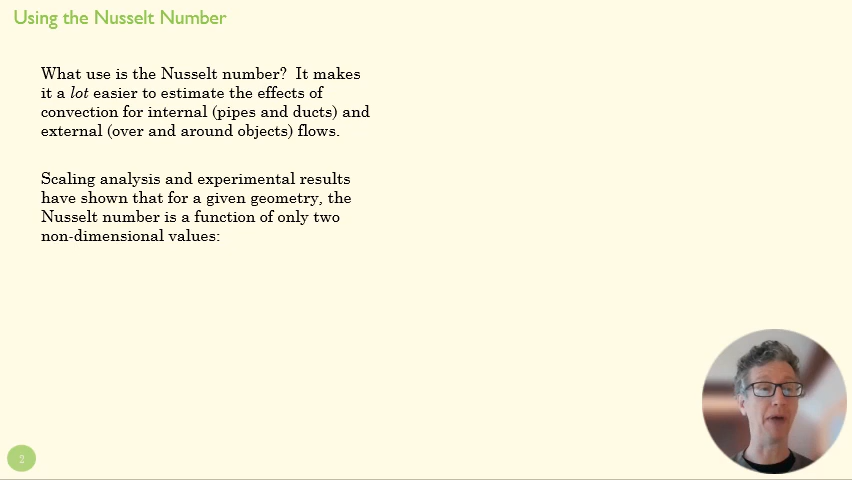 Using the Nusselt Number
What use is the Nusselt number?  It makes
it a lot easier to estimate the effects of
convection for internal (pipes and ducts) and
external (over and around objects) flows.
Scaling analysis and experimental results
have shown that for a given geometry, the
Nusselt number is a function of only two
non-dimensional values:
2